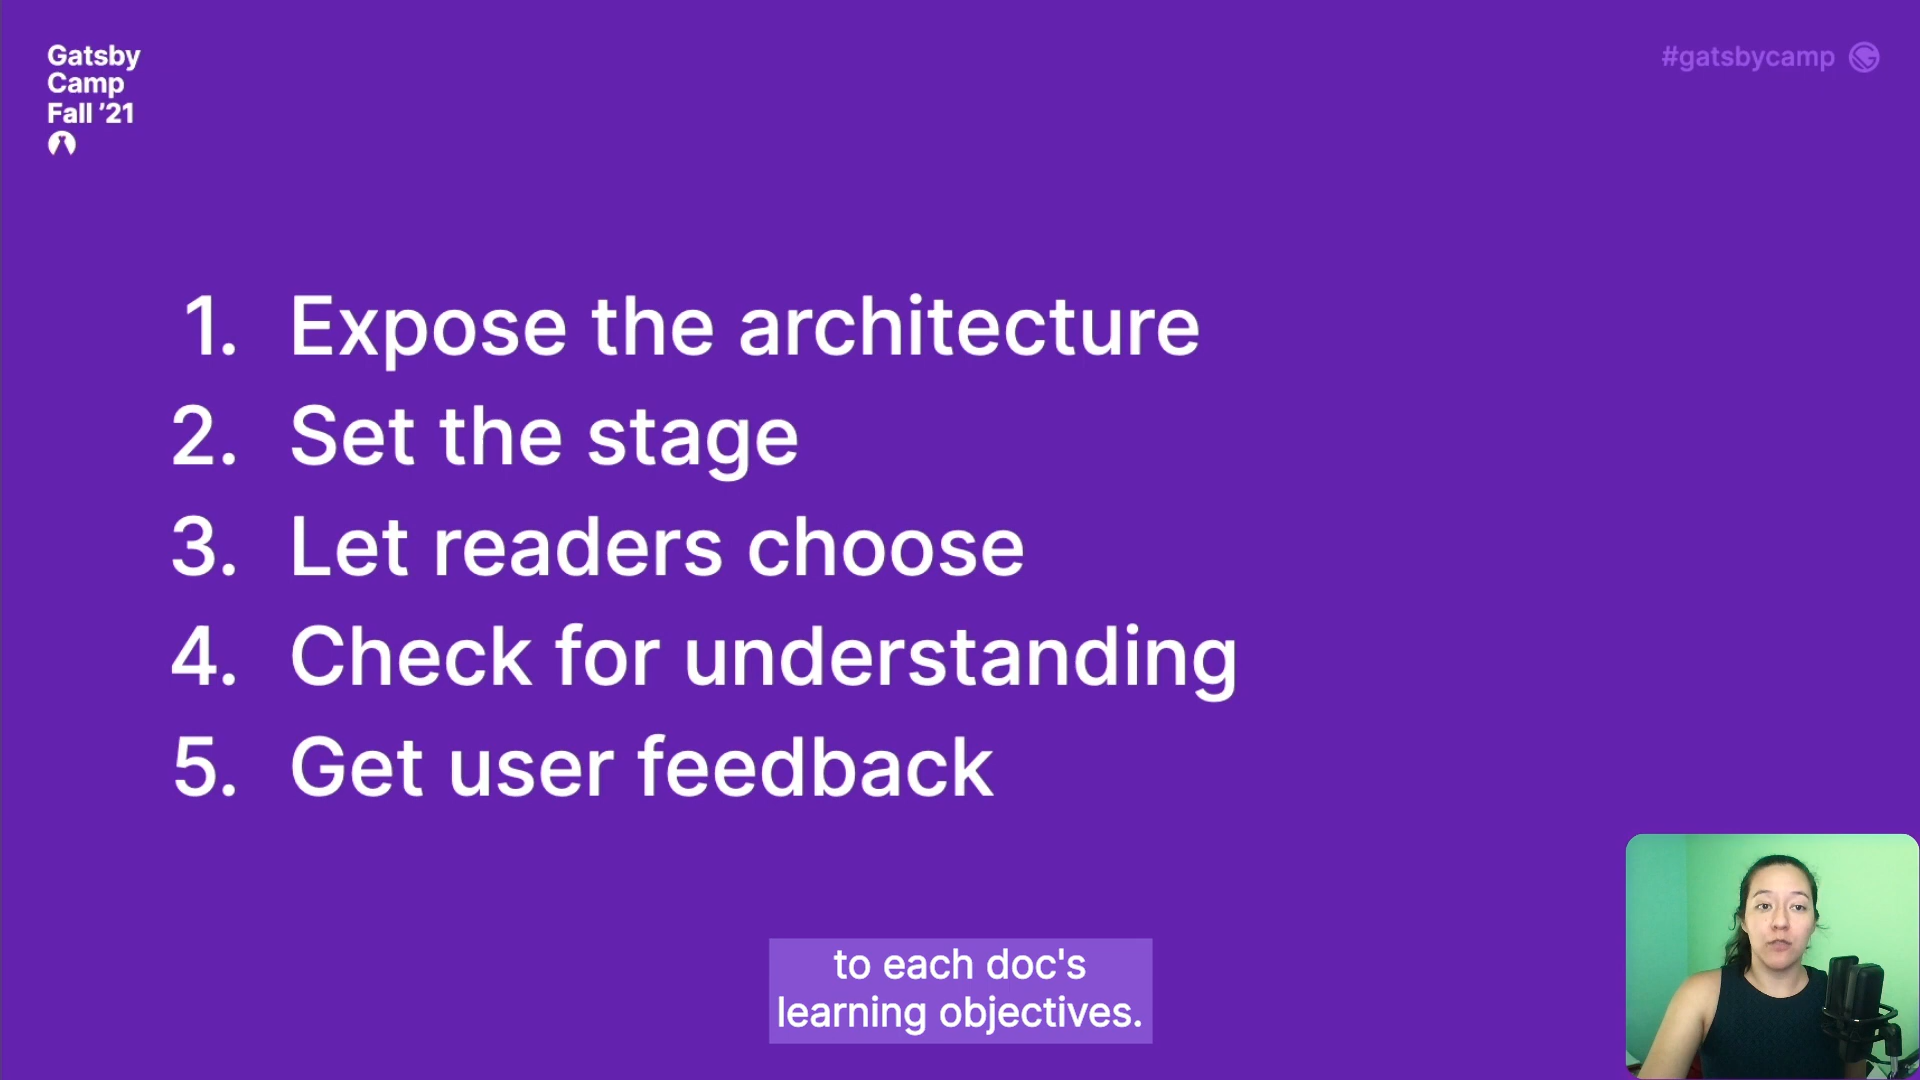 Gatsby
Camp
Fall ’21
#gatsbycamp
1. Expose the architecture
2. Set the stage
3. Let readers choose
4. Check for understanding
5. Get user feedback
to each doc's
learning objectives.